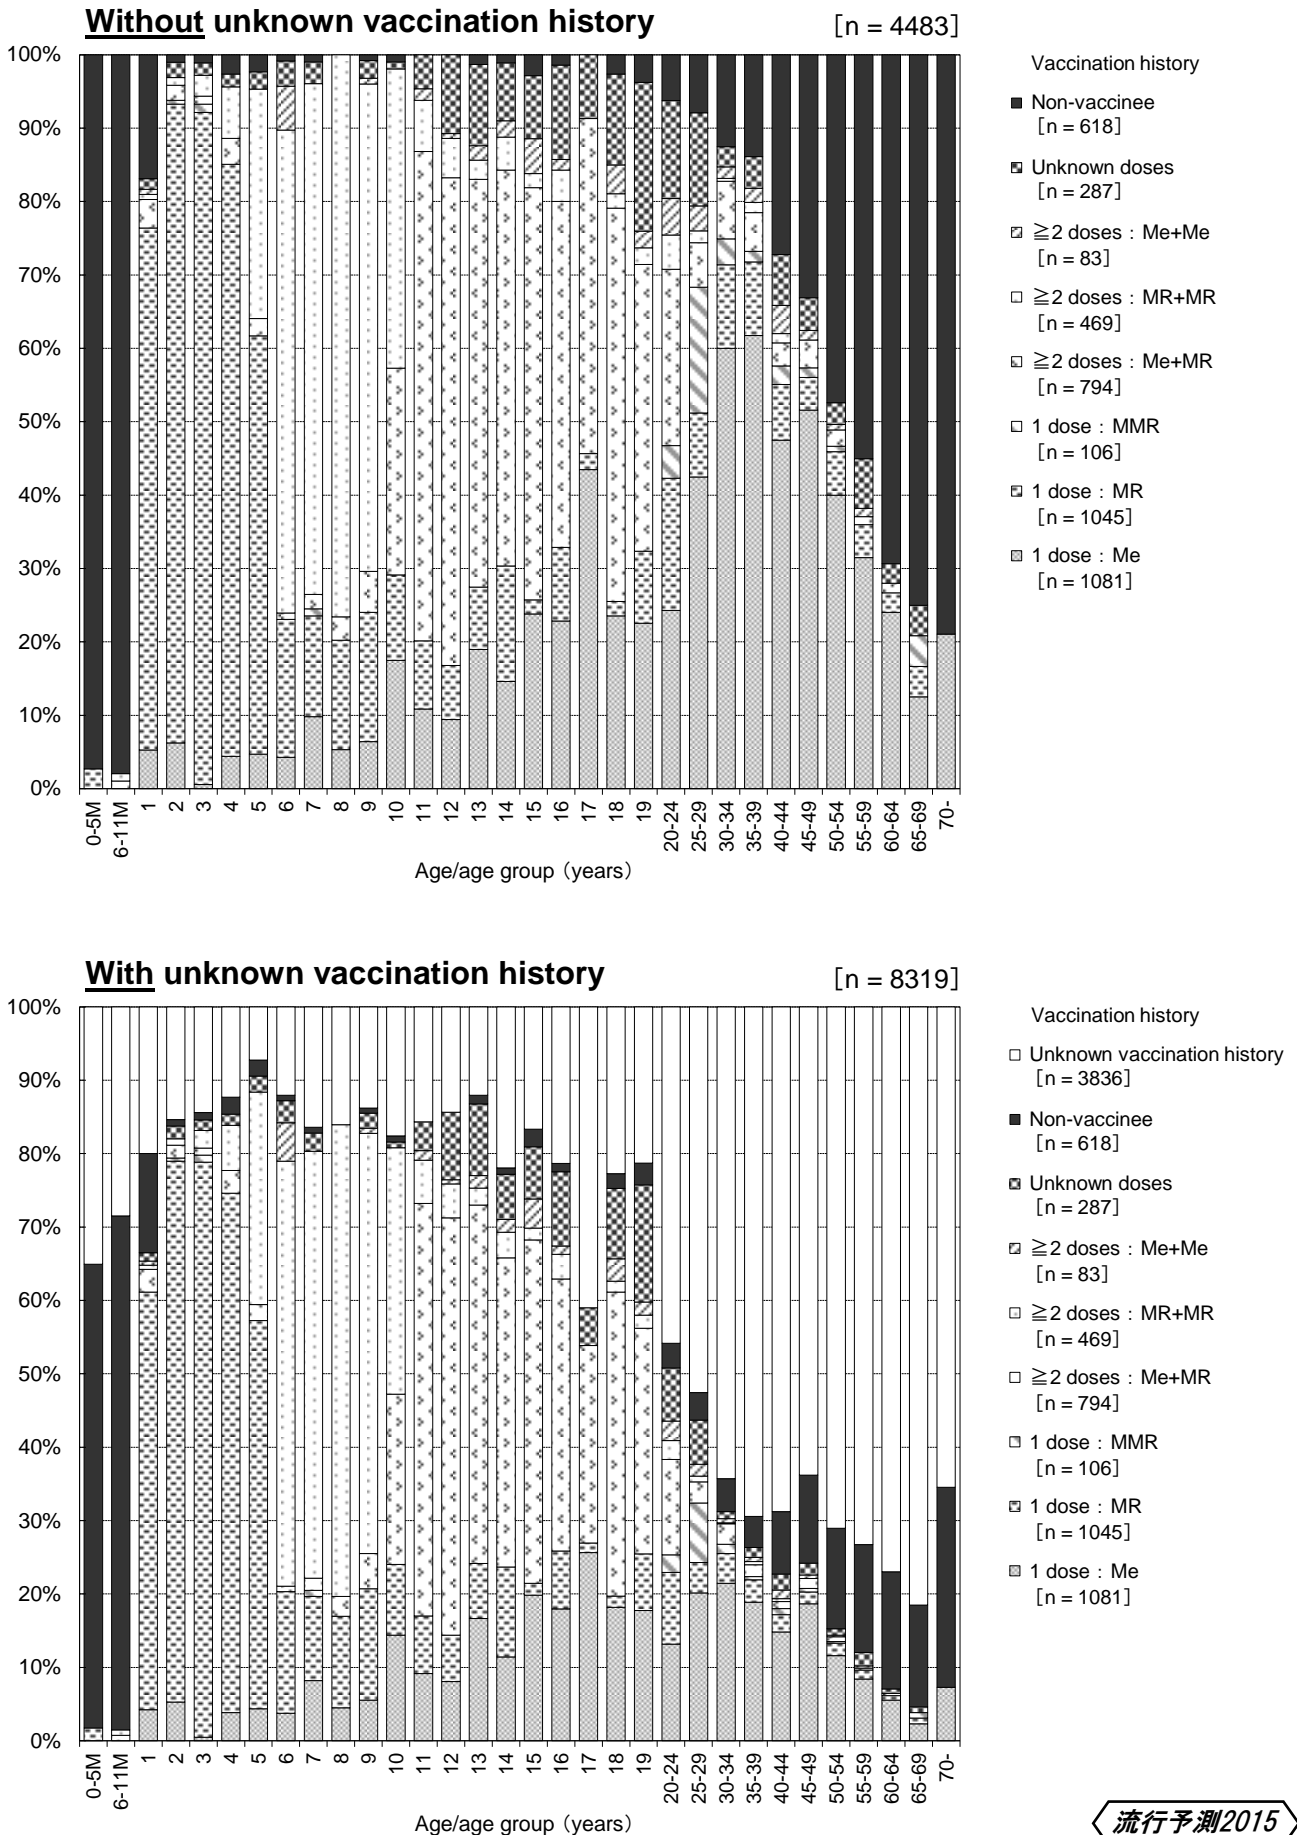 Without unknown vaccination history
[n = 4483]
100%
90%
80%
70%
60%
50%
40%
30%
20%
10%
0%
0-5M
6-11M
1
2
3
4
5
6
7
8
9
10
11
12
13
14
15
16
17
18
19
20-24
25-29
30-34
35-39
40-44
45-49
50-54
55-59
60-64
65-69
70-
Age/age group (years)
Vaccination history
Non-vaccinee
[n = 618]
Unknown doses
[n = 287]
≧2 doses : Me+Me
[n = 83]
≧2 doses : MR+MR
[n = 469]
≧2 doses : Me+MR
[n = 794]
1 dose : MMR
[n = 106]
1 dose : MR
[n = 1045]
1 dose : Me
[n = 1081]
With unknown vaccination history
[n = 8319]
100%
90%
80%
70%
60%
50%
40%
30%
20%
10%
0%
0-5M
6-11M
1
2
3
4
5
6
7
8
9
10
11
12
13
14
15
16
17
18
19
20-24
25-29
30-34
35-39
40-44
45-49
50-54
55-59
60-64
65-69
70-
Age/age group (years)
Vaccination history
Unknown vaccination history
[n = 3836]
Non-vaccinee
[n = 618]
Unknown doses
[n = 287]
≧2 doses : Me+Me
[n = 83]
≧2 doses : MR+MR
[n = 469]
≧2 doses : Me+MR
[n = 794]
1 dose : MMR
[n = 106]
1 dose : MR
[n = 1045]
1 dose : Me
[n = 1081]
流行予測2015